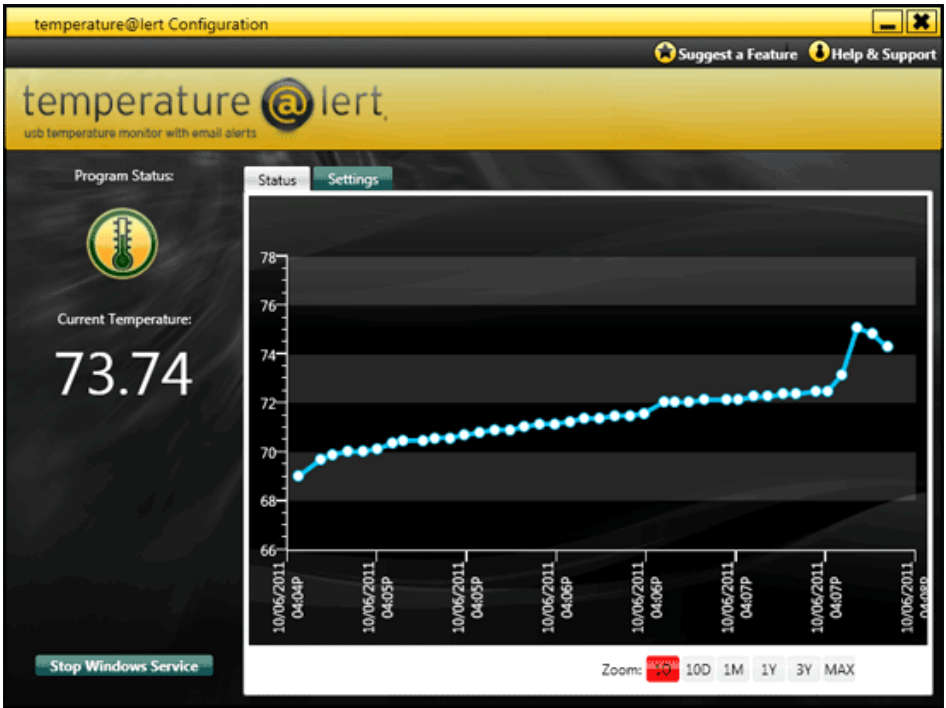 temperature@lert Configuration
Suggest a Feature
Help & Support
temperature @ lert
usb temperature monitor with email alerts
Program Status:
Current Temperature:
73.74
Stop Windows Service
Status
Settings
78
76
74
72
70
68
66
10/06/2011
04:04P
10/06/2011
04:05P
10/06/2011
04:05P
10/06/2011
04:06P
10/06/2011
04:06P
10/06/2011
04:07P
10/06/2011
04:07P
10/06/2011
04:08P
Zoom: 1D 10D 1M 1Y 3Y MAX